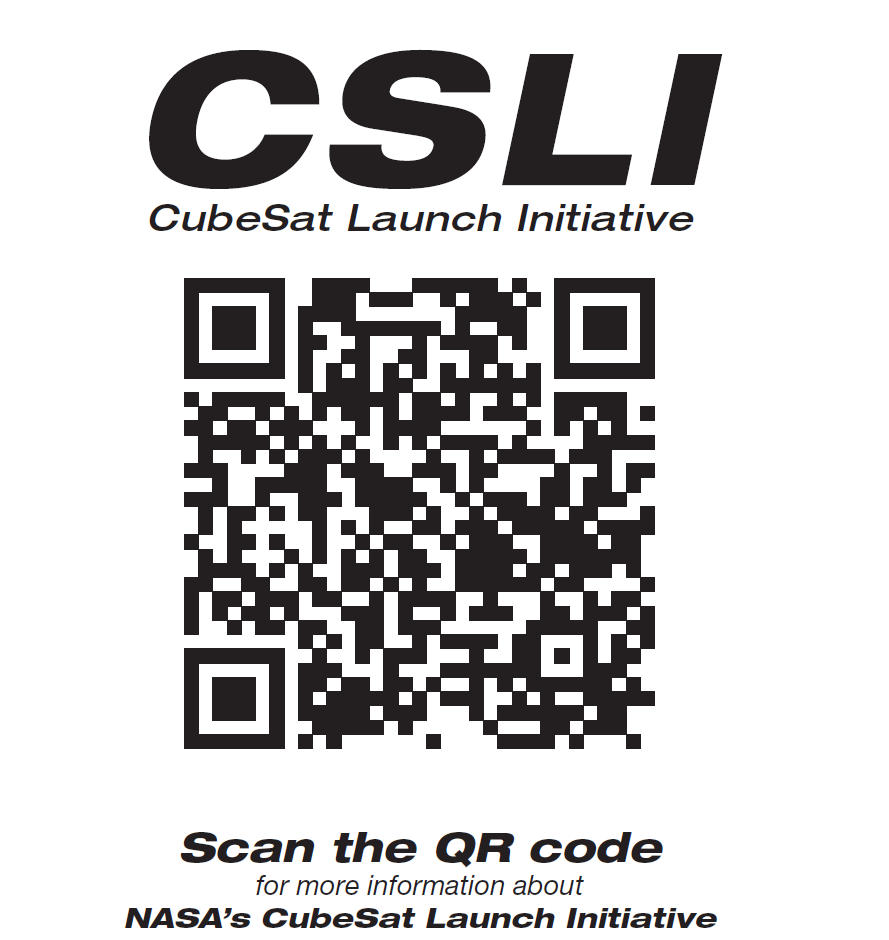 CSLI
CubeSat Launch Initiative
Scan the QR code
for more information about
NASA's CubeSat Launch Initiative